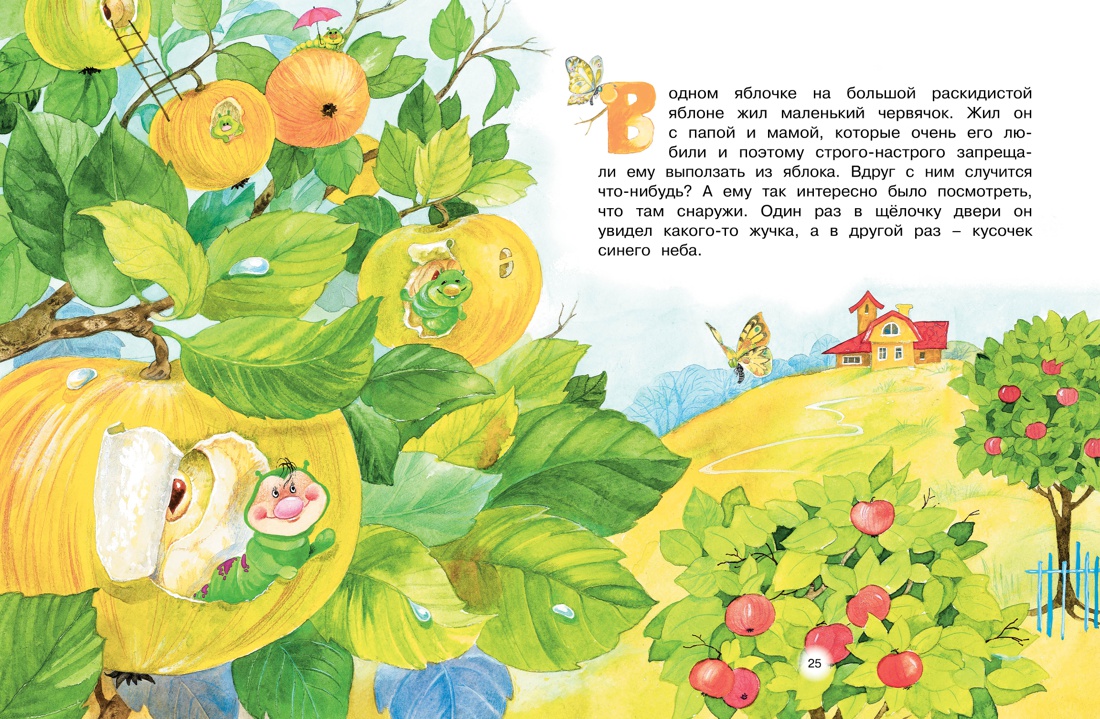 В одном яблочке на большой раскидистой
яблоне жил маленький червячок. Жил он
с папой и мамой, которые очень его лю-
били и поэтому строго-настрого запреща-
ли ему выползать из яблока. Вдруг с ним случится
что-нибудь? А ему так интересно было посмотреть,
что там снаружи. Один раз в щёлочку двери он
увидел какого-то жучка, а в другой раз – кусочек
синего неба.
25